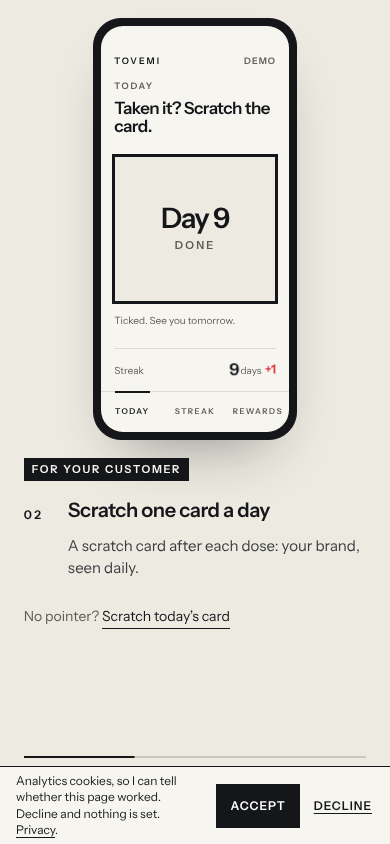 TOVEMI DEMO
TODAY
Taken it? Scratch the
card.
Day 9
DONE
Ticked. See you tomorrow.
Streak 9 days +1
TODAY STREAK REWARDS
FOR YOUR CUSTOMER
02 Scratch one card a day
A scratch card after each dose: your brand,
seen daily.
No pointer? Scratch today’s card
Analytics cookies, so I can tell
whether this page worked.
Decline and nothing is set.
Privacy.
ACCEPT DECLINE